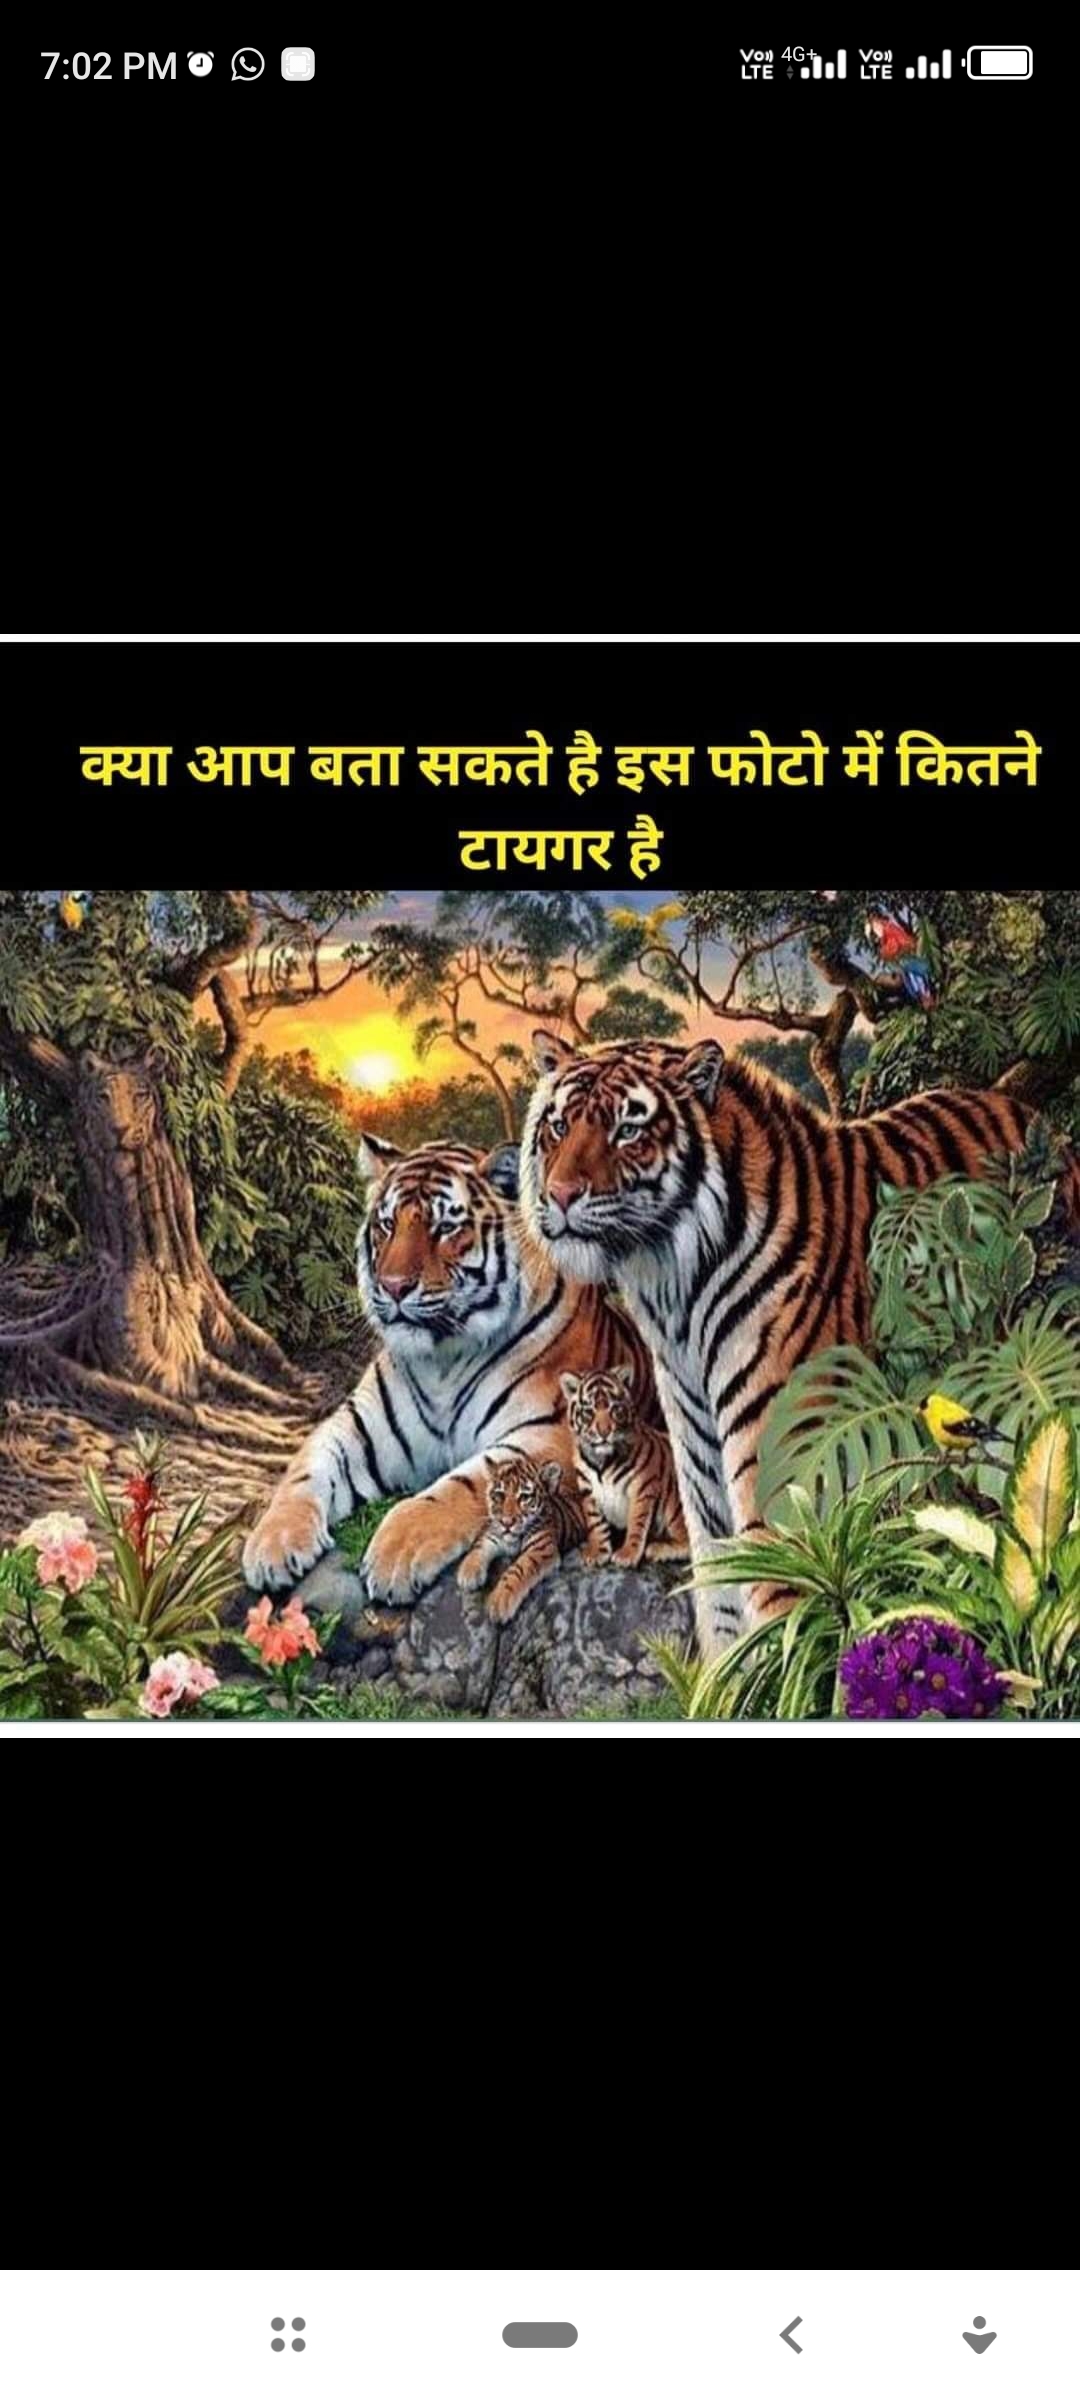 7:02 PM
Vo)) LTE 4G+ Vo)) LTE
क्या आप बता सकते है इस फोटो में कितने
टायगर है